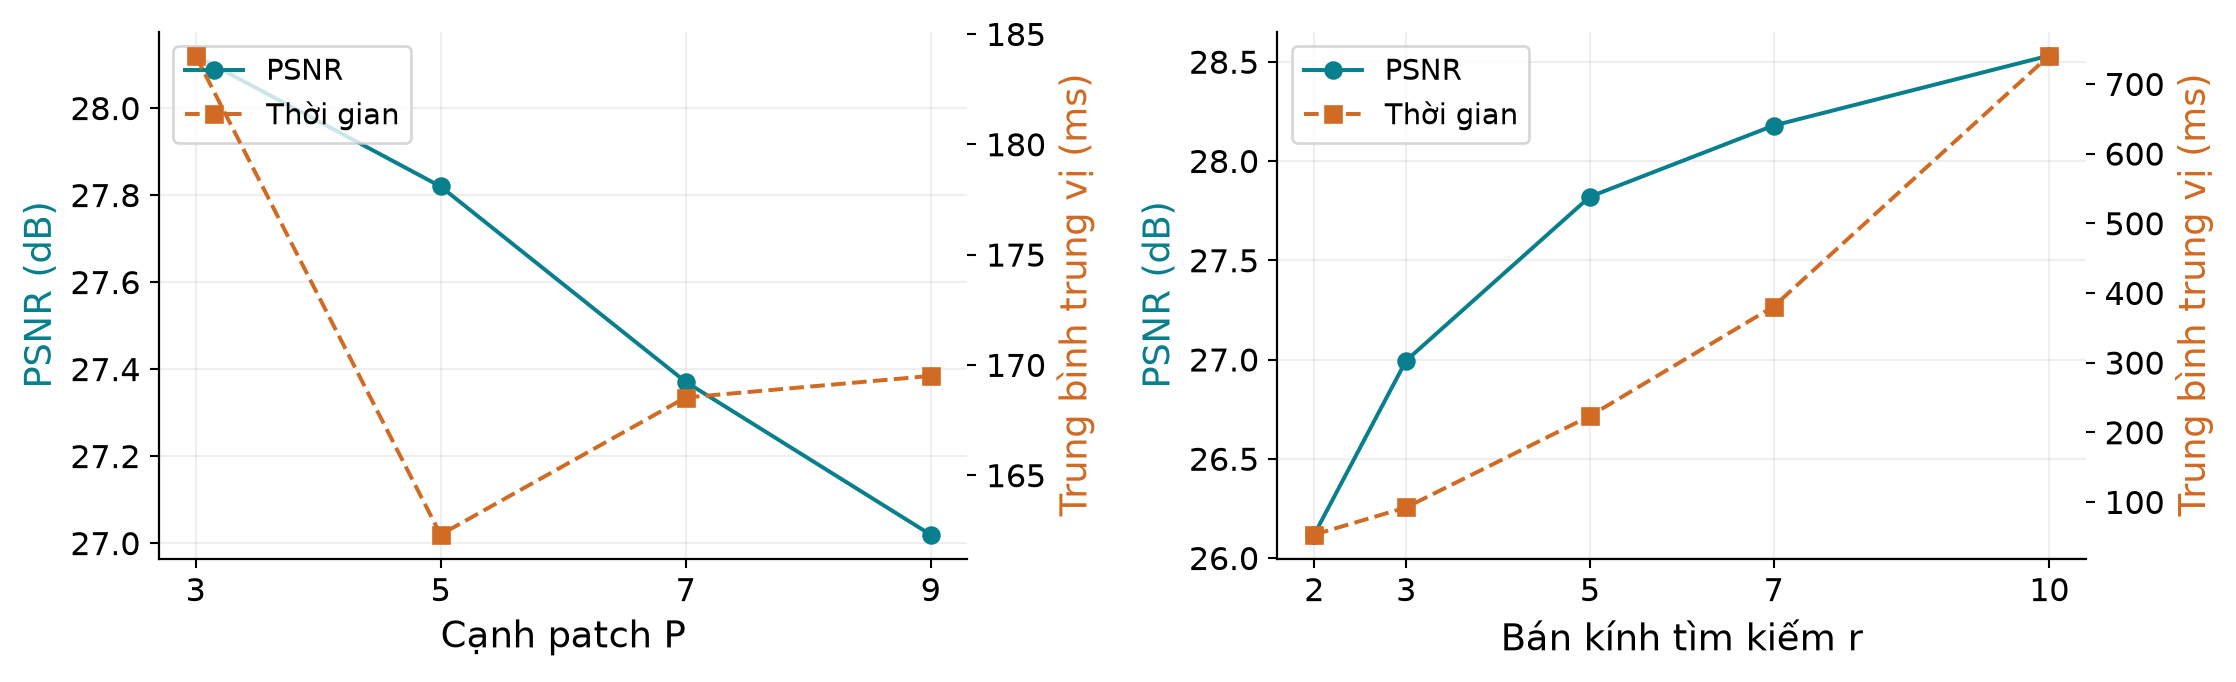 PSNR
Thời gian
28.0
27.8
27.6
27.4
27.2
27.0
PSNR (dB)
185
180
175
170
165
Trung bình trung vị (ms)
3 5 7 9
Cạnh patch P
PSNR
Thời gian
28.5
28.0
27.5
27.0
26.5
26.0
PSNR (dB)
700
600
500
400
300
200
100
Trung bình trung vị (ms)
2 3 5 7 10
Bán kính tìm kiếm r